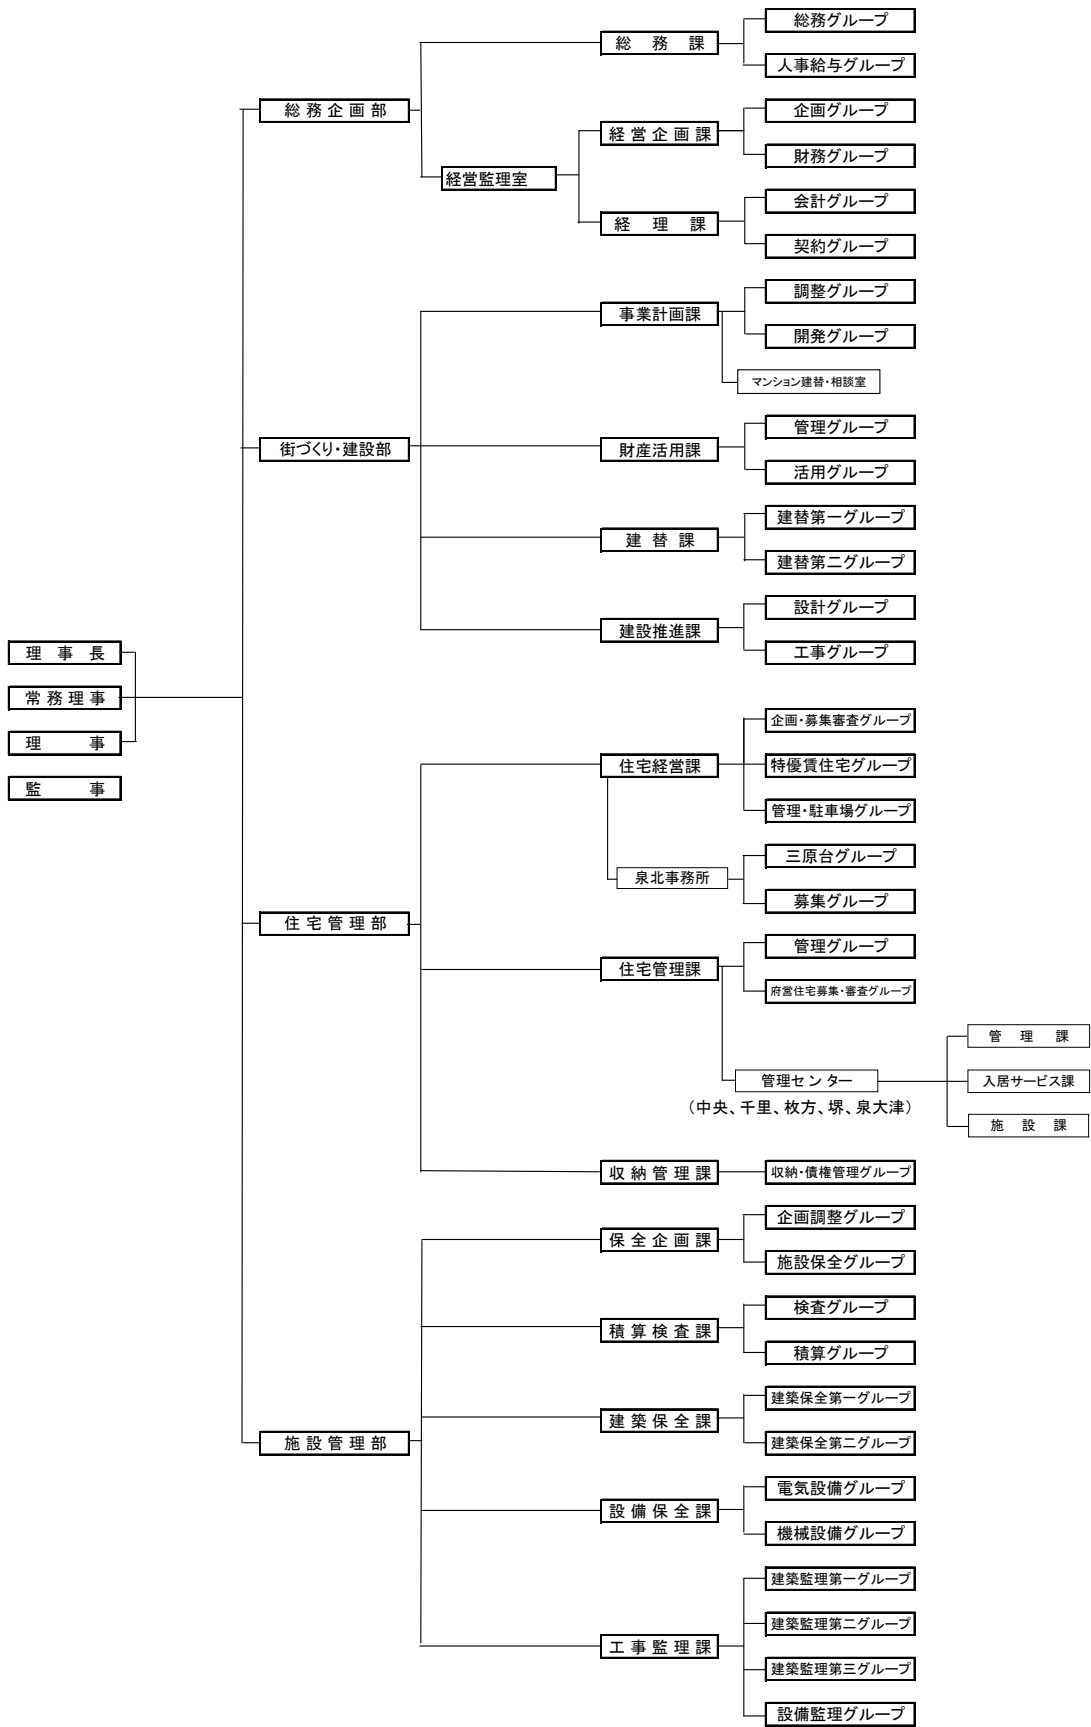 総務グループ
総務課
人事給与グループ
総務企画部
企画グループ
経営企画課
財務グループ
経営監理室
会計グループ
経理課
契約グループ
調整グループ
事業計画課
開発グループ
マンション建替・相談室
街づくり・建設部
管理グループ
財産活用課
活用グループ
建替第一グループ
建替課
建替第二グループ
設計グループ
建設推進課
工事グループ
理事長
常務理事
理事
監事
企画・募集審査グループ
住宅経営課
特優賃住宅グループ
管理・駐車場グループ
三原台グループ
泉北事務所
募集グループ
住宅管理部
管理グループ
住宅管理課
府営住宅募集・審査グループ
管理課
管理センター
入居サービス課
（中央、千里、枚方、堺、泉大津）
施設課
収納管理課
収納・債権管理グループ
企画調整グループ
保全企画課
施設保全グループ
検査グループ
積算検査課
積算グループ
建築保全第一グループ
建築保全課
建築保全第二グループ
施設管理部
電気設備グループ
設備保全課
機械設備グループ
建築監理第一グループ
建築監理第二グループ
工事監理課
建築監理第三グループ
設備監理グループ